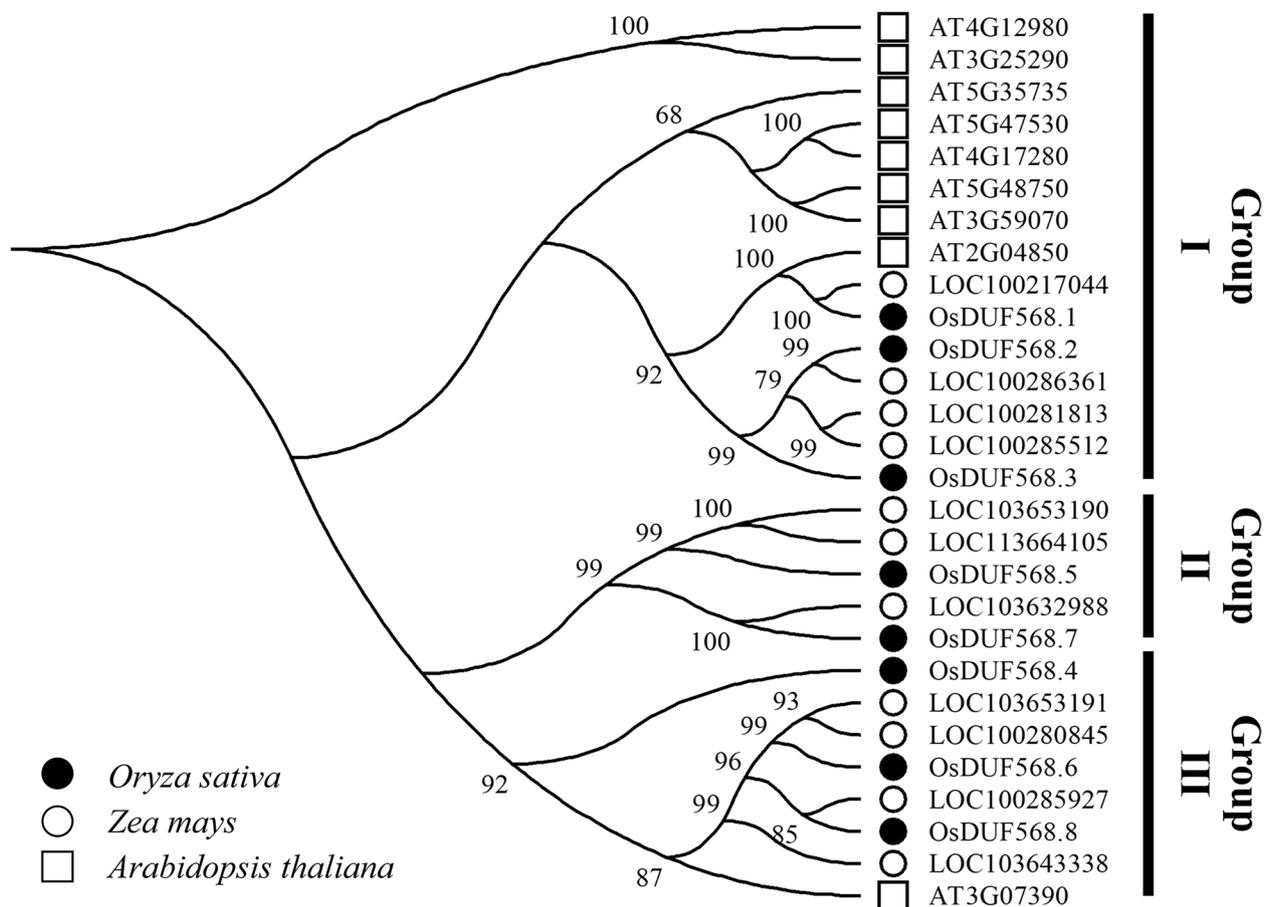 100
AT4G12980
AT3G25290
AT5G35735
68
100
AT5G47530
AT4G17280
AT5G48750
100
AT3G59070
100
AT2G04850
LOC100217044
100
OsDUF568.1
99
OsDUF568.2
92
79
LOC100286361
LOC100281813
99
99
LOC100285512
OsDUF568.3
Group
I
100
LOC103653190
99
LOC113664105
99
OsDUF568.5
LOC103632988
100
OsDUF568.7
Group
II
OsDUF568.4
93
LOC103653191
99
LOC100280845
96
OsDUF568.6
92
99
LOC100285927
85
OsDUF568.8
LOC103643338
87
AT3G07390
Group
III
Oryza sativa
Zea mays
Arabidopsis thaliana